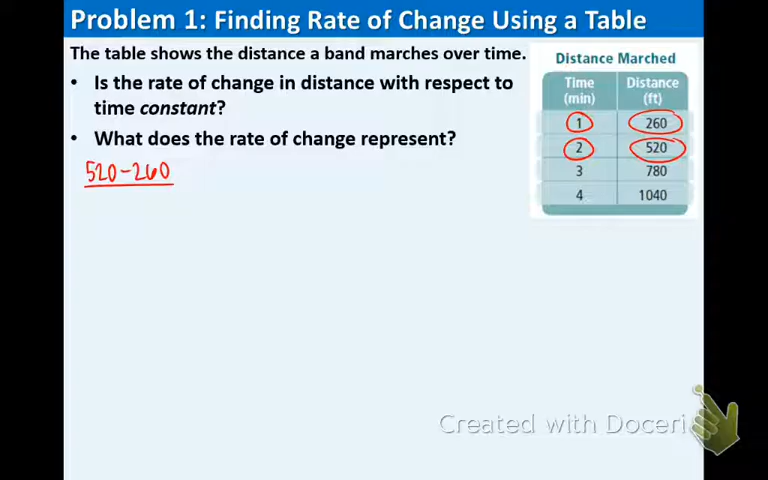 Problem 1: Finding Rate of Change Using a Table
The table shows the distance a band marches over time.
• Is the rate of change in distance with respect to
time constant?
• What does the rate of change represent?
520-260
Distance Marched
Time (min) Distance (ft)
1 260
2 520
3 780
4 1040
Created with Doceri